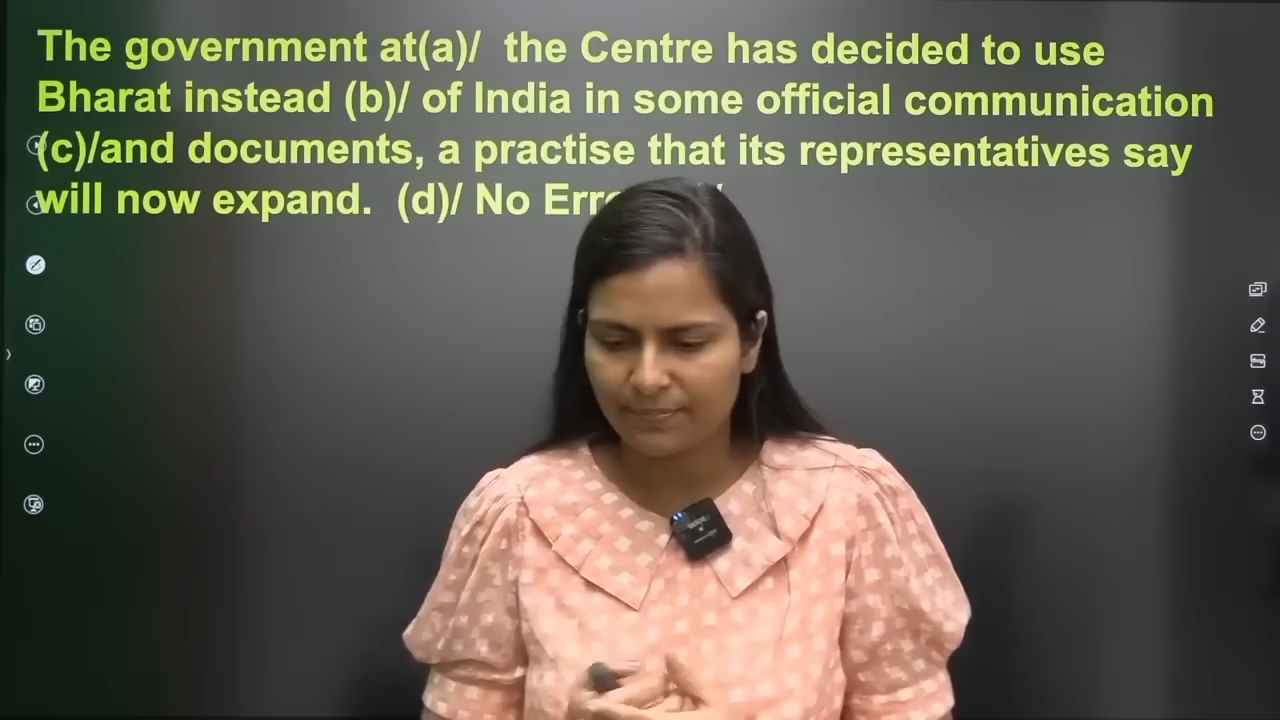 The government at(a)/ the Centre has decided to use
Bharat instead (b)/ of India in some official communication
(c)/and documents, a practise that its representatives say
will now expand. (d)/ No